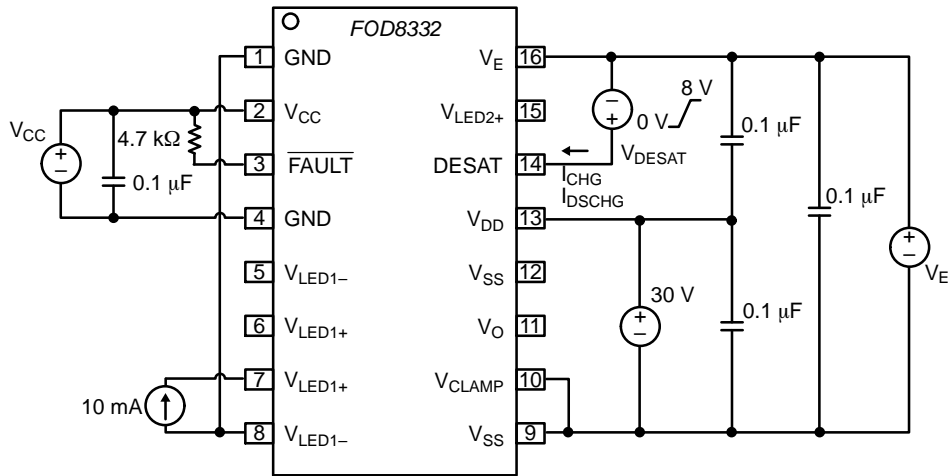 FOD8332
1 GND
2 VCC
3 FAULT
4 GND
5 VLED1−
6 VLED1+
7 VLED1+
8 VLED1−
VE 16
VLED2+ 15
DESAT 14
VDD 13
VSS 12
VO 11
VCLAMP 10
VSS 9
VCC
+
−
4.7 kΩ
0.1 μF
10 mA
−
+
0 V
8 V
VDESAT
ICHG
IDSCHG
0.1 μF
0.1 μF
0.1 μF
30 V
+
−
+
−
VE